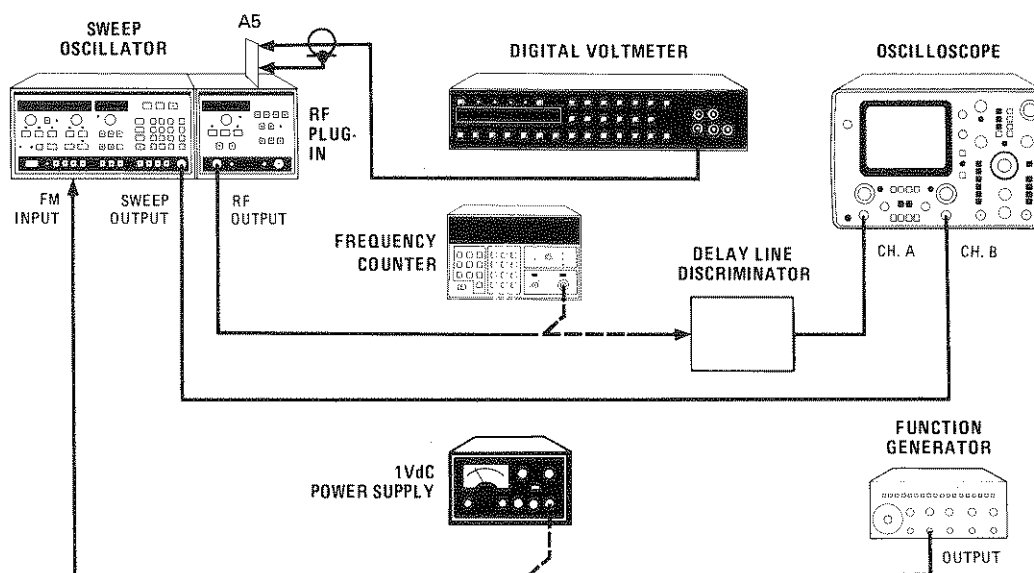 A5
SWEEP
OSCILLATOR
DIGITAL VOLTMETER
OSCILLOSCOPE
RF
PLUG-
IN
FM
INPUT
SWEEP
OUTPUT
RF
OUTPUT
FREQUENCY
COUNTER
DELAY LINE
DISCRIMINATOR
CH. A
CH. B
FUNCTION
GENERATOR
1VdC
POWER SUPPLY
OUTPUT